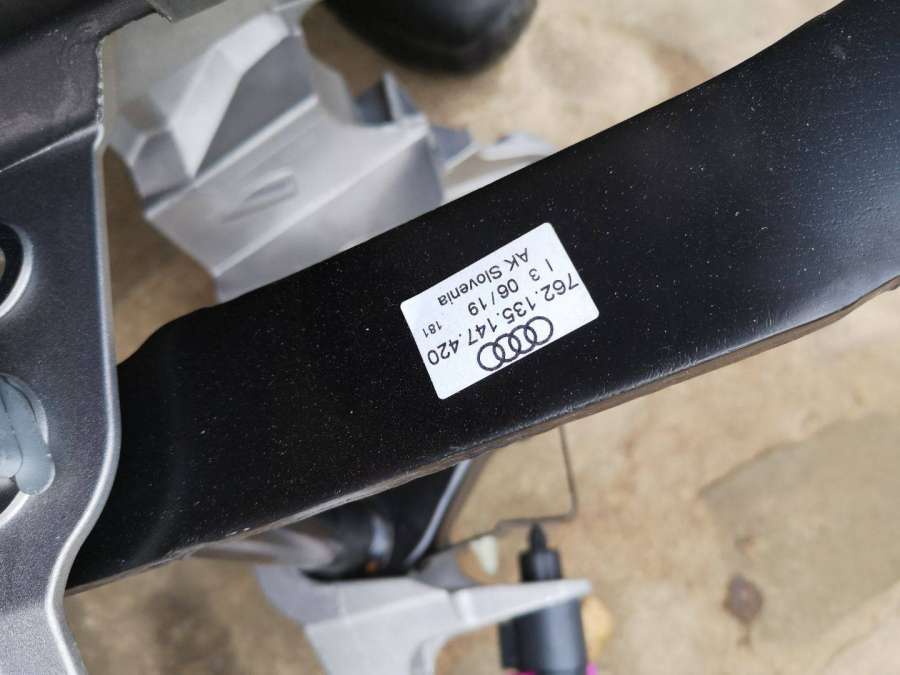 762.135.147.420
I 3 06/19 181
AK Slovenia